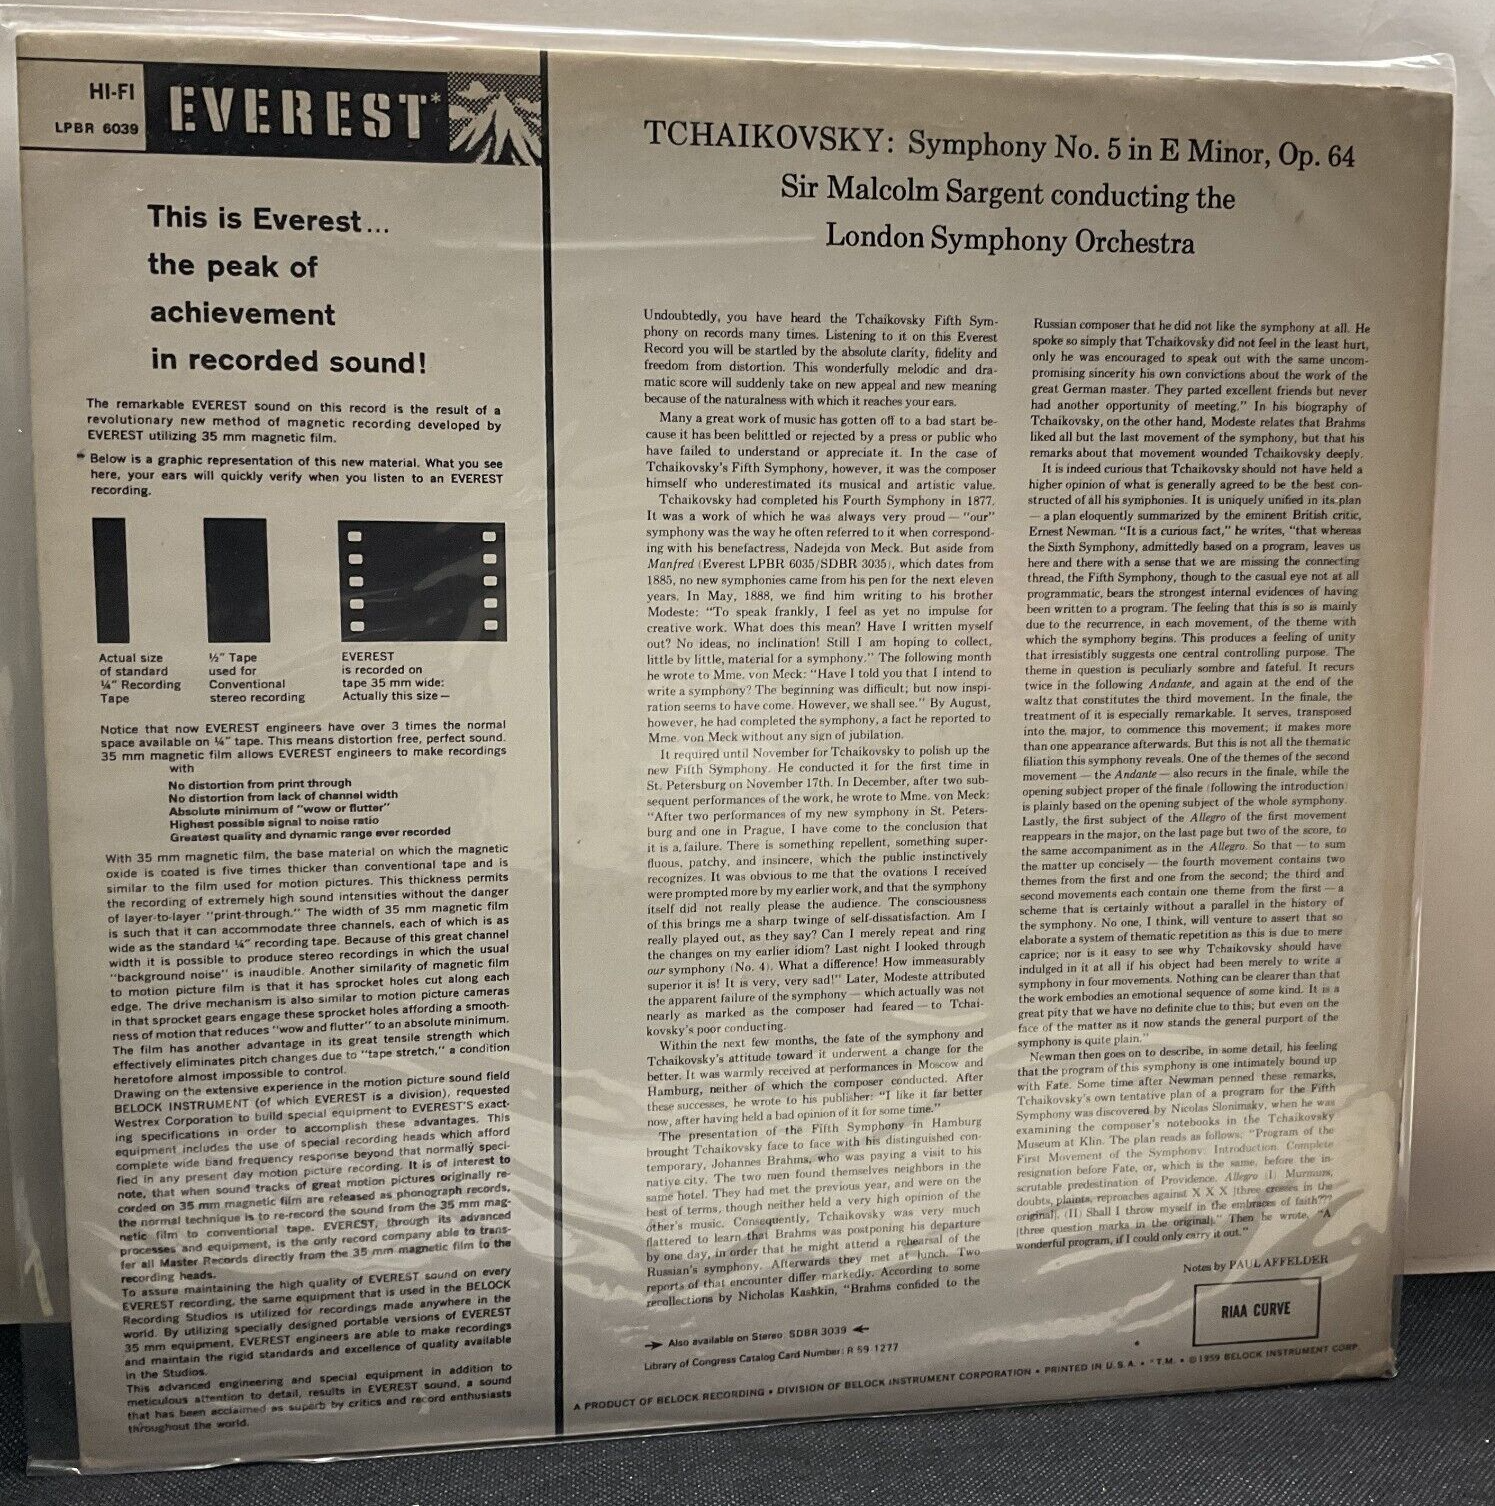 HI-FI
LPBR 6039
EVEREST*
This is Everest...
the peak of
achievement
in recorded sound!
The remarkable EVEREST sound on this record is the result of a
revolutionary new method of magnetic recording developed by
EVEREST utilizing 35 mm magnetic film.
Below is a graphic representation of this new material. What you see
here, your ears will quickly verify when you listen to an EVEREST
recording.
Actual size
of standard
¼" Recording
Tape
½" Tape
used for
Conventional
stereo recording
EVEREST
is recorded on
tape 35 mm wide:
Actually this size —
Notice that now EVEREST engineers have over 3 times the normal
space available on ¼" tape. This means distortion free, perfect sound.
35 mm magnetic film allows EVEREST engineers to make recordings
with
No distortion from print through
No distortion from lack of channel width
Absolute minimum of "wow or flutter"
Highest possible signal to noise ratio
Greatest quality and dynamic range ever recorded
With 35 mm magnetic film, the base material on which the magnetic
oxide is coated is five times thicker than conventional tape and is
similar to the film used for motion pictures. This thickness permits
the recording of extremely high sound intensities without the danger
of layer-to-layer "print-through." The width of 35 mm magnetic film
is such that it can accommodate three channels, each of which is as
wide as the standard ¼" recording tape. Because of this great channel
width it is possible to produce stereo recordings in which the usual
"background noise" is inaudible. Another similarity of magnetic film
to motion picture film is that it has sprocket holes cut along each
edge. The drive mechanism is also similar to motion picture cameras
in that sprocket gears engage these sprocket holes affording a smooth-
ness of motion that reduces "wow and flutter" to an absolute minimum.
The film has another advantage in its great tensile strength which
effectively eliminates pitch changes due to "tape stretch," a condition
heretofore almost impossible to control.
Drawing on the extensive experience in the motion picture sound field
BELOCK INSTRUMENT (of which EVEREST is a division), requested
Westrex Corporation to build special equipment to EVEREST'S exact-
ing specifications in order to accomplish these advantages. This
equipment includes the use of special recording heads which afford
complete wide band frequency response beyond that normally speci-
fied in any present day motion picture recording. It is of interest to
note, that when sound tracks of great motion pictures originally re-
corded on 35 mm magnetic film are released as phonograph records,
the normal technique is to re-record the sound from the 35 mm mag-
netic film to conventional tape. EVEREST, through its advanced
processes and equipment, is the only record company able to trans-
fer all Master Records directly from the 35 mm magnetic film to the
recording heads.
To assure maintaining the high quality of EVEREST sound on every
EVEREST recording, the same equipment that is used in the BELOCK
Recording Studios is utilized for recordings made anywhere in the
world. By utilizing specially designed portable versions of EVEREST
35 mm equipment, EVEREST engineers are able to make recordings
and maintain the rigid standards and excellence of quality available
in the Studios.
This advanced engineering and special equipment in addition to
meticulous attention to detail, results in EVEREST sound, a sound
that has been acclaimed as superb by critics and record enthusiasts
throughout the world.
TCHAIKOVSKY: Symphony No. 5 in E Minor, Op. 64
Sir Malcolm Sargent conducting the
London Symphony Orchestra
Undoubtedly, you have heard the Tchaikovsky Fifth Sym-
phony on records many times. Listening to it on this Everest
Record you will be startled by the absolute clarity, fidelity and
freedom from distortion. This wonderfully melodic and dra-
matic score will suddenly take on new appeal and new meaning
because of the naturalness with which it reaches your ears.
Many a great work of music has gotten off to a bad start be-
cause it has been belittled or rejected by a press or public who
have failed to understand or appreciate it. In the case of
Tchaikovsky's Fifth Symphony, however, it was the composer
himself who underestimated its musical and artistic value.
Tchaikovsky had completed his Fourth Symphony in 1877.
It was a work of which he was always very proud — "our"
symphony was the way he often referred to it when correspond-
ing with his benefactress, Nadejda von Meck. But aside from
Manfred (Everest LPBR 6035/SDBR 3035), which dates from
1885, no new symphonies came from his pen for the next eleven
years. In May, 1888, we find him writing to his brother
Modeste: "To speak frankly, I feel as yet no impulse for
creative work. What does this mean? Have I written myself
out? No ideas, no inclination! Still I am hoping to collect,
little by little, material for a symphony." The following month
he wrote to Mme. von Meck: "Have I told you that I intend to
write a symphony? The beginning was difficult; but now inspi-
ration seems to have come. However, we shall see." By August,
however, he had completed the symphony, a fact he reported to
Mme. von Meck without any sign of jubilation.
It required until November for Tchaikovsky to polish up the
new Fifth Symphony. He conducted it for the first time in
St. Petersburg on November 17th. In December, after two sub-
sequent performances of the work, he wrote to Mme. von Meck:
"After two performances of my new symphony in St. Peters-
burg and one in Prague, I have come to the conclusion that
it is a failure. There is something repellent, something super-
fluous, patchy, and insincere, which the public instinctively
recognizes. It was obvious to me that the ovations I received
were prompted more by my earlier work, and that the symphony
itself did not really please the audience. The consciousness
of this brings me a sharp twinge of self-dissatisfaction. Am I
really played out, as they say? Can I merely repeat and ring
the changes on my earlier idiom? Last night I looked through
our symphony (No. 4). What a difference! How immeasurably
superior it is! It is very, very sad!" Later, Modeste attributed
the apparent failure of the symphony — which actually was not
nearly as marked as the composer had feared — to Tchai-
kovsky's poor conducting.
Within the next few months, the fate of the symphony and
Tchaikovsky's attitude toward it underwent a change for the
better. It was warmly received at performances in Moscow and
Hamburg, neither of which the composer conducted. After
these successes, he wrote to his publisher: "I like it far better
now, after having held a bad opinion of it for some time."
The presentation of the Fifth Symphony in Hamburg
brought Tchaikovsky face to face with his distinguished con-
temporary, Johannes Brahms, who was paying a visit to his
native city. The two men found themselves neighbors in the
same hotel. They had met the previous year, and were on the
best of terms, though neither held a very high opinion of the
other's music. Consequently, Tchaikovsky was very much
flattered to learn that Brahms was postponing his departure
by one day, in order that he might attend a rehearsal of the
Russian's symphony. Afterwards they met at lunch. Two
reports of that encounter differ markedly. According to some
recollections by Nicholas Kashkin, "Brahms confided to the
Russian composer that he did not like the symphony at all. He
spoke so simply that Tchaikovsky did not feel in the least hurt,
only he was encouraged to speak out with the same uncom-
promising sincerity his own convictions about the work of the
great German master. They parted excellent friends but never
had another opportunity of meeting." In his biography of
Tchaikovsky, on the other hand, Modeste relates that Brahms
liked all but the last movement of the symphony, but that his
remarks about that movement wounded Tchaikovsky deeply.
It is indeed curious that Tchaikovsky should not have held a
higher opinion of what is generally agreed to be the best con-
structed of all his symphonies. It is uniquely unified in its plan
— a plan eloquently summarized by the eminent British critic,
Ernest Newman. "It is a curious fact," he writes, "that whereas
the Sixth Symphony, admittedly based on a program, leaves us
here and there with a sense that we are missing the connecting
thread, the Fifth Symphony, though to the casual eye not at all
programmatic, bears the strongest internal evidences of having
been written to a program. The feeling that this is so is mainly
due to the recurrence, in each movement, of the theme with
which the symphony begins. This produces a feeling of unity
that irresistibly suggests one central controlling purpose. The
theme in question is peculiarly sombre and fateful. It recurs
twice in the following Andante, and again at the end of the
waltz that constitutes the third movement. In the finale, the
treatment of it is especially remarkable. It serves, transposed
into the major, to commence this movement; it makes more
than one appearance afterwards. But this is not all the thematic
filiation this symphony reveals. One of the themes of the second
movement — the Andante — also recurs in the finale, while the
opening subject proper of the finale (following the introduction)
is plainly based on the opening subject of the whole symphony.
Lastly, the first subject of the Allegro of the first movement
reappears in the major, on the last page but two of the score, to
the same accompaniment as in the Allegro. So that — to sum
the matter up concisely — the fourth movement contains two
themes from the first and one from the second; the third and
second movements each contain one theme from the first — a
scheme that is certainly without a parallel in the history of
the symphony. No one, I think, will venture to assert that so
elaborate a system of thematic repetition as this is due to mere
caprice; nor is it easy to see why Tchaikovsky should have
indulged in it at all if his object had been merely to write a
symphony in four movements. Nothing can be clearer than that
the work embodies an emotional sequence of some kind. It is a
great pity that we have no definite clue to this; but even on the
face of the matter as it now stands the general purport of the
symphony is quite plain."
Newman then goes on to describe, in some detail, his feeling
that the program of this symphony is one intimately bound up
with Fate. Some time after Newman penned these remarks,
Tchaikovsky's own tentative plan of a program for the Fifth
Symphony was discovered by Nicolas Slonimsky, when he was
examining the composer's notebooks in the Tchaikovsky
Museum at Klin. The plan reads as follows: "Program of the
First Movement of the Symphony: Introduction. Complete
resignation before Fate, or, which is the same, before the in-
scrutable predestination of Providence. Allegro (I) Murmurs,
doubts, plaints, reproaches against X X X [three crosses in the
original]. (II) Shall I throw myself in the embraces of faith???
[three question marks in the original]." Then he wrote, "A
wonderful program, if I could only carry it out."
Notes by PAUL AFFELDER
RIAA CURVE
Also available on Stereo SDBR 3039
Library of Congress Catalog Card Number: R 59 1277
A PRODUCT OF BELOCK RECORDING • DIVISION OF BELOCK INSTRUMENT CORPORATION • PRINTED IN U.S.A. • *T.M. • © 1959 BELOCK INSTRUMENT CORP